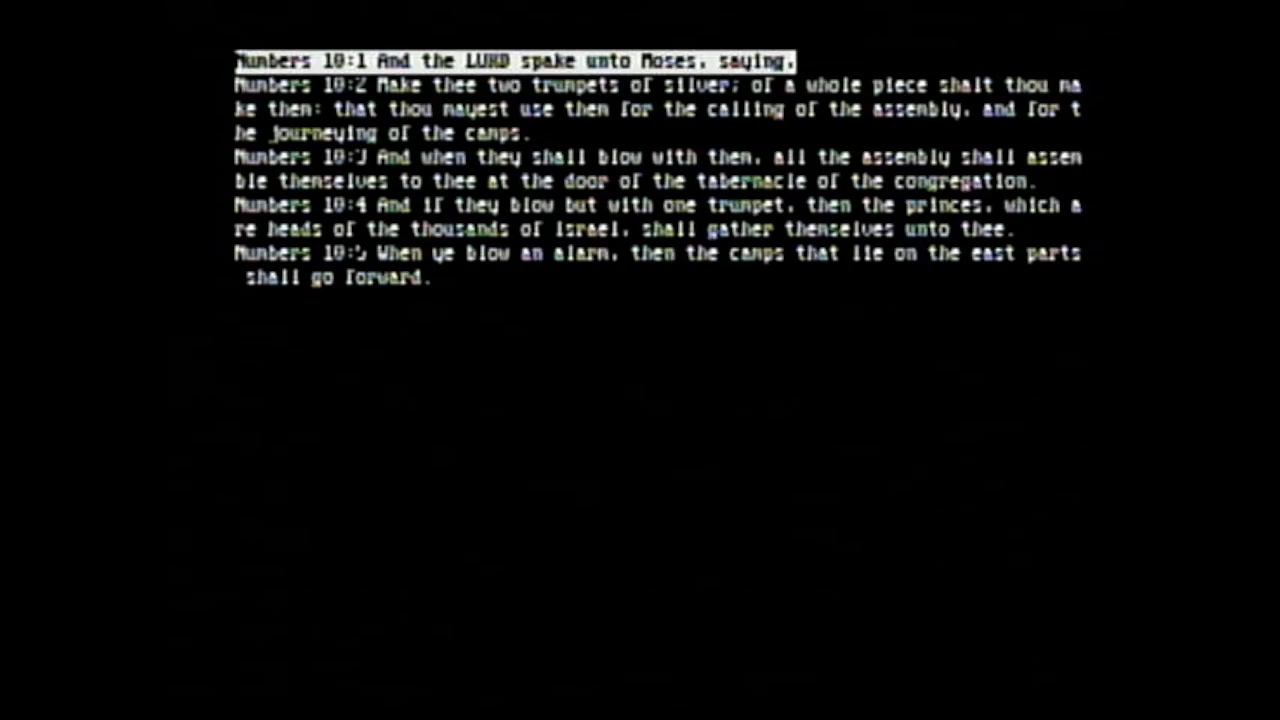 Numbers 10:1 And the LORD spake unto Moses, saying,
Numbers 10:2 Make thee two trumpets of silver; of a whole piece shalt thou ma
ke them: that thou mayest use them for the calling of the assembly, and for t
he journeying of the camps.
Numbers 10:3 And when they shall blow with them, all the assembly shall assem
ble themselves to thee at the door of the tabernacle of the congregation.
Numbers 10:4 And if they blow but with one trumpet, then the princes, which a
re heads of the thousands of Israel, shall gather themselves unto thee.
Numbers 10:5 When ye blow an alarm, then the camps that lie on the east parts
 shall go forward.